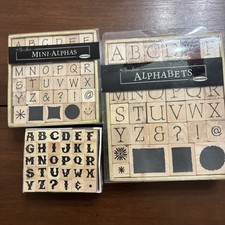 A B C D E F
MINI-ALPHAS
M N O P Q R
S T U V W X
Y Z & ? ! @
A B C D E F
ALPHABETS
M N O P Q R
S T U V W X
Y Z & ? ! @
A B C D E F
G H I J K L
M N O P Q R
S T U V W X
Y Z ? ! &